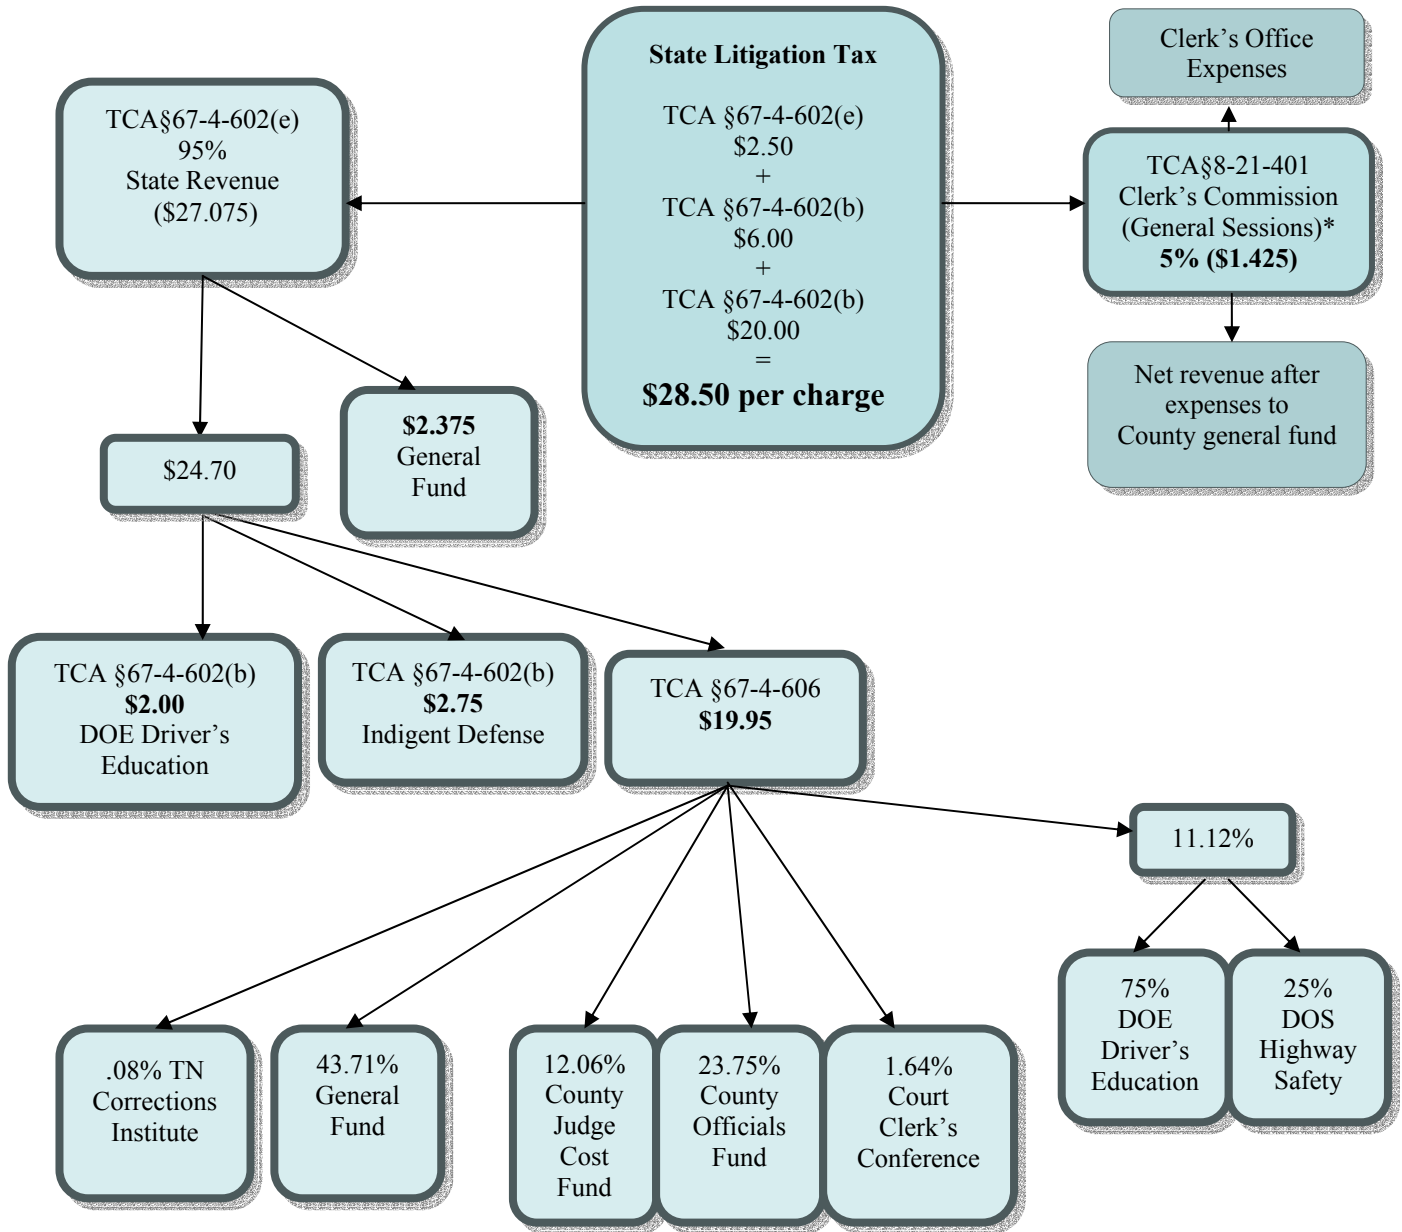 State Litigation Tax
TCA §67-4-602(e)
$2.50
+
TCA §67-4-602(b)
$6.00
+
TCA §67-4-602(b)
$20.00
=
$28.50 per charge
TCA§67-4-602(e)
95%
State Revenue
($27.075)
Clerk’s Office
Expenses
TCA§8-21-401
Clerk’s Commission
(General Sessions)*
5% ($1.425)
Net revenue after
expenses to
County general fund
$2.375
General
Fund
$24.70
TCA §67-4-602(b)
$2.00
DOE Driver’s
Education
TCA §67-4-602(b)
$2.75
Indigent Defense
TCA §67-4-606
$19.95
11.12%
75%
DOE
Driver’s
Education
25%
DOS
Highway
Safety
.08% TN
Corrections
Institute
43.71%
General
Fund
12.06%
County
Judge
Cost
Fund
23.75%
County
Officials
Fund
1.64%
Court
Clerk’s
Conference